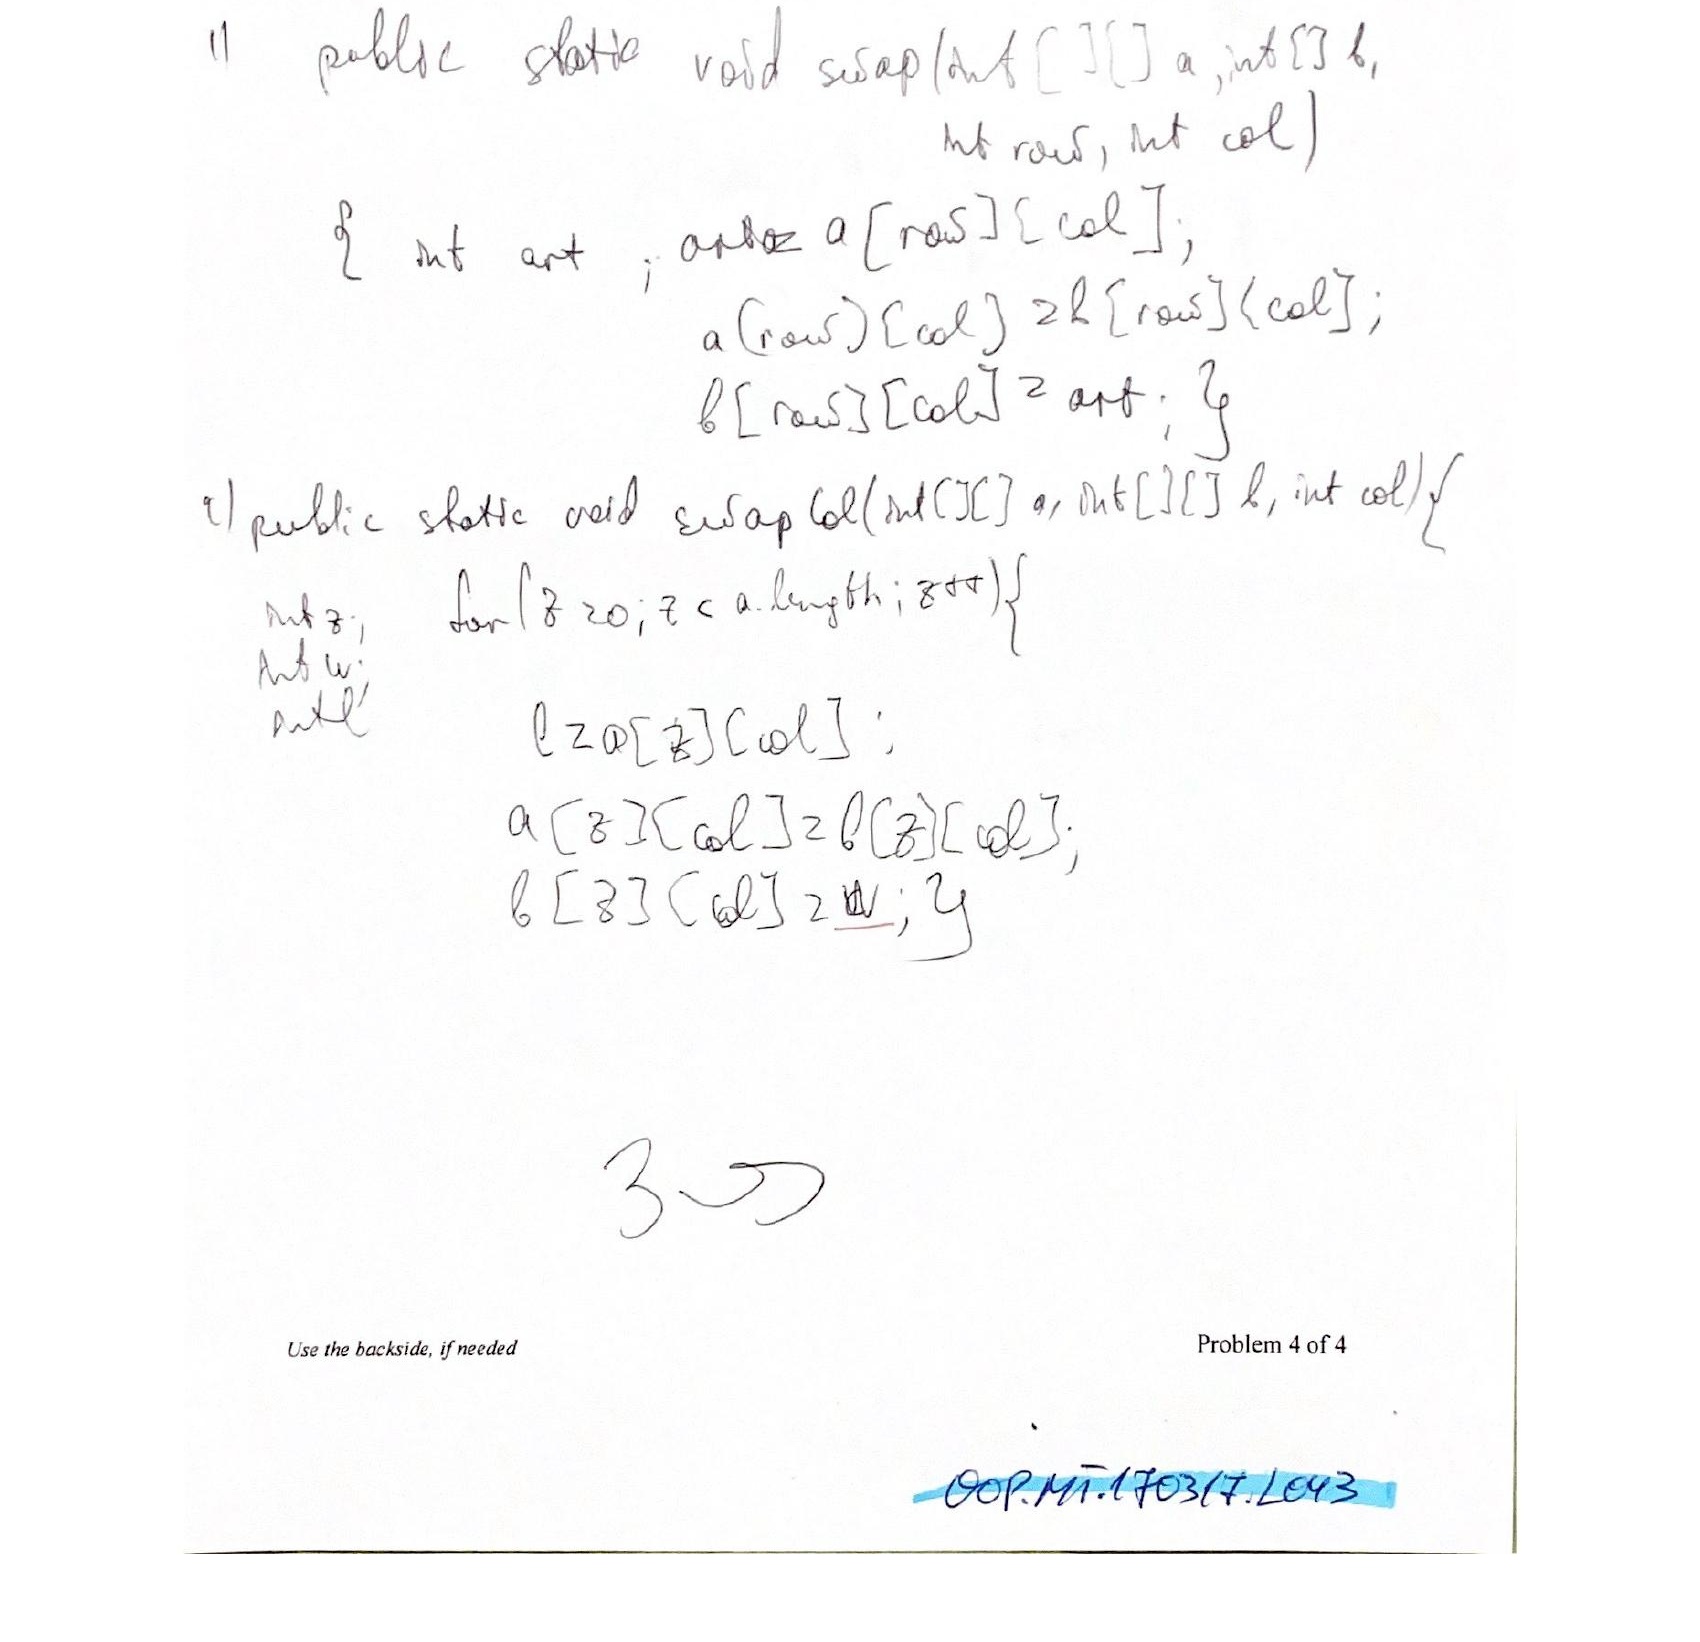 1) public static void swap(int[][] a, int[] b,
int row, int col)
{ int art ; art = a[row][col];
a(row)[col] = b[row][col];
b[row][col] = art; }
2) public static void swapCol(int[][] a, int[][] b, int col){
int z; for(z=0; z < a.length; z++){
int w;
int l
l = a[z][col];
a[z][col] = b[z][col];
b[z][col] = w; }
3
Use the backside, if needed
Problem 4 of 4
OOP.MT.170317.L043